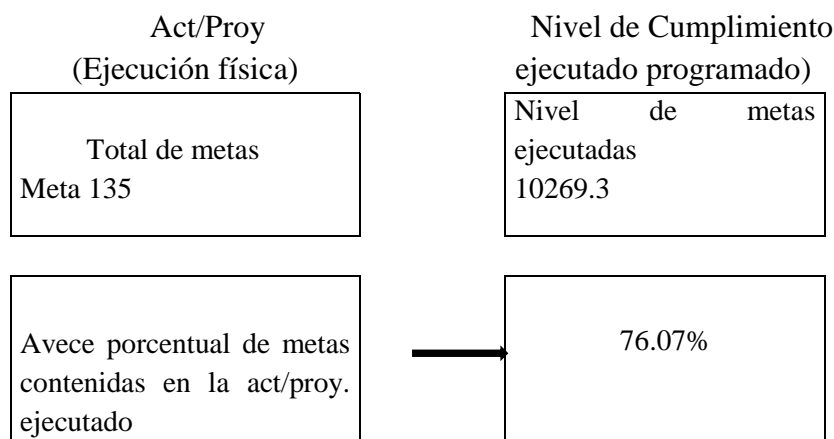 Act/Proy
(Ejecución física)
Nivel de Cumplimiento
ejecutado programado)
Total de metas
Meta 135
Nivel de metas
ejecutadas
10269.3
Avece porcentual de metas
contenidas en la act/proy.
ejecutado
76.07%